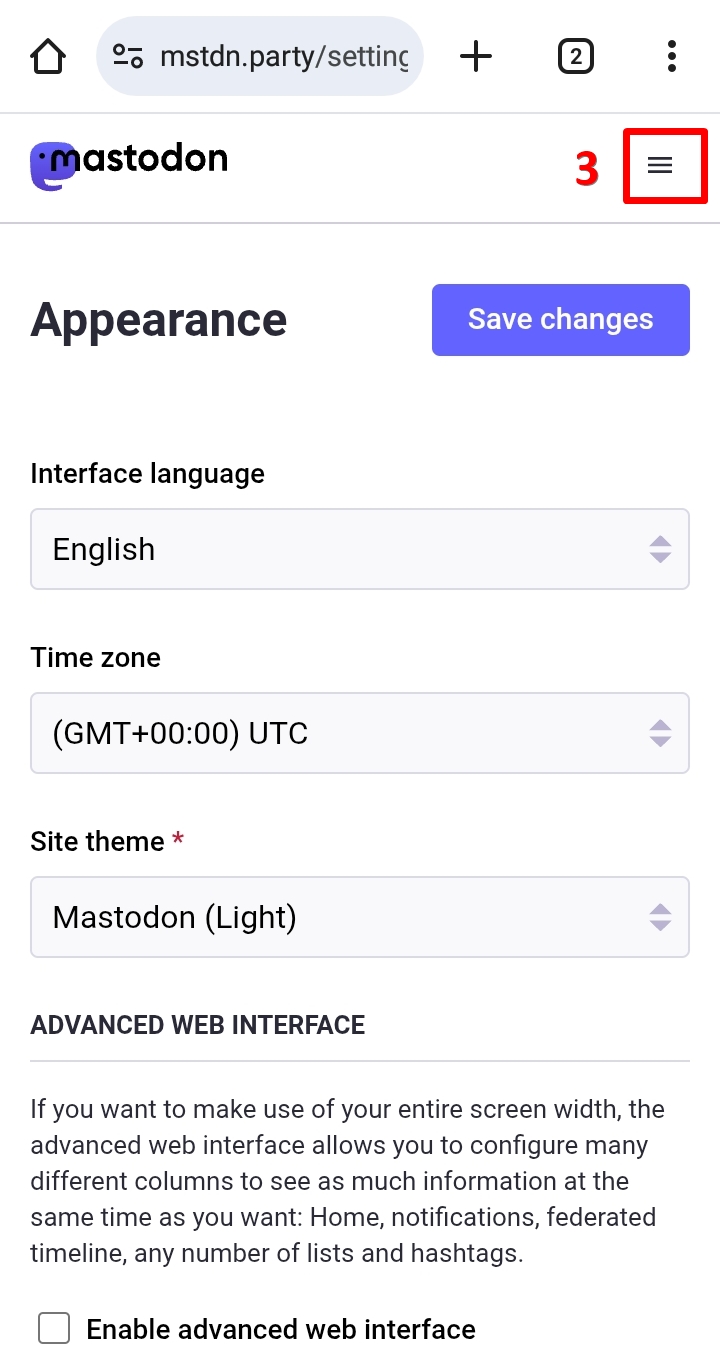 mstdn.party/setting
2
mastodon
3
Appearance
Save changes
Interface language
English
Time zone
(GMT+00:00) UTC
Site theme *
Mastodon (Light)
ADVANCED WEB INTERFACE
If you want to make use of your entire screen width, the
advanced web interface allows you to configure many
different columns to see as much information at the
same time as you want: Home, notifications, federated
timeline, any number of lists and hashtags.
Enable advanced web interface